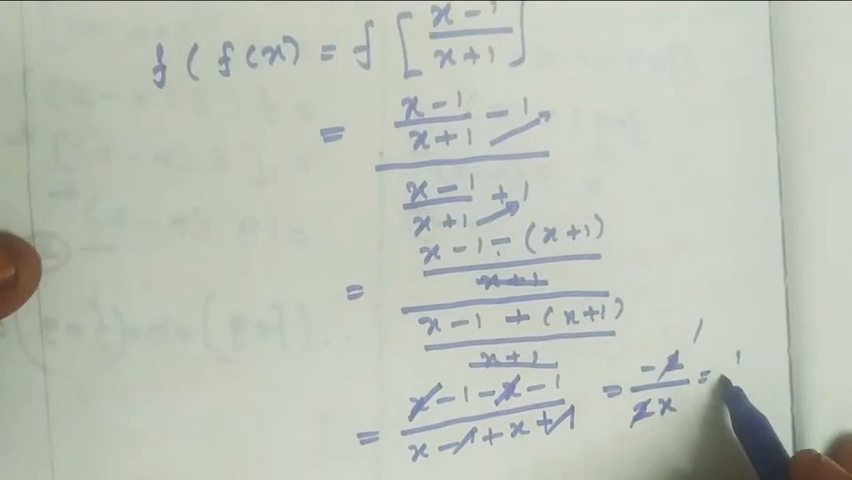 f ( f(x) = f [ x-1 / x+1 ]
= x-1 / x+1 - 1
x-1 / x+1 + 1
= x-1-(x+1) / x+1
x-1+(x+1) / x+1
= x-1-x-1 / x-1+x+1 = -2 / 2x = 1